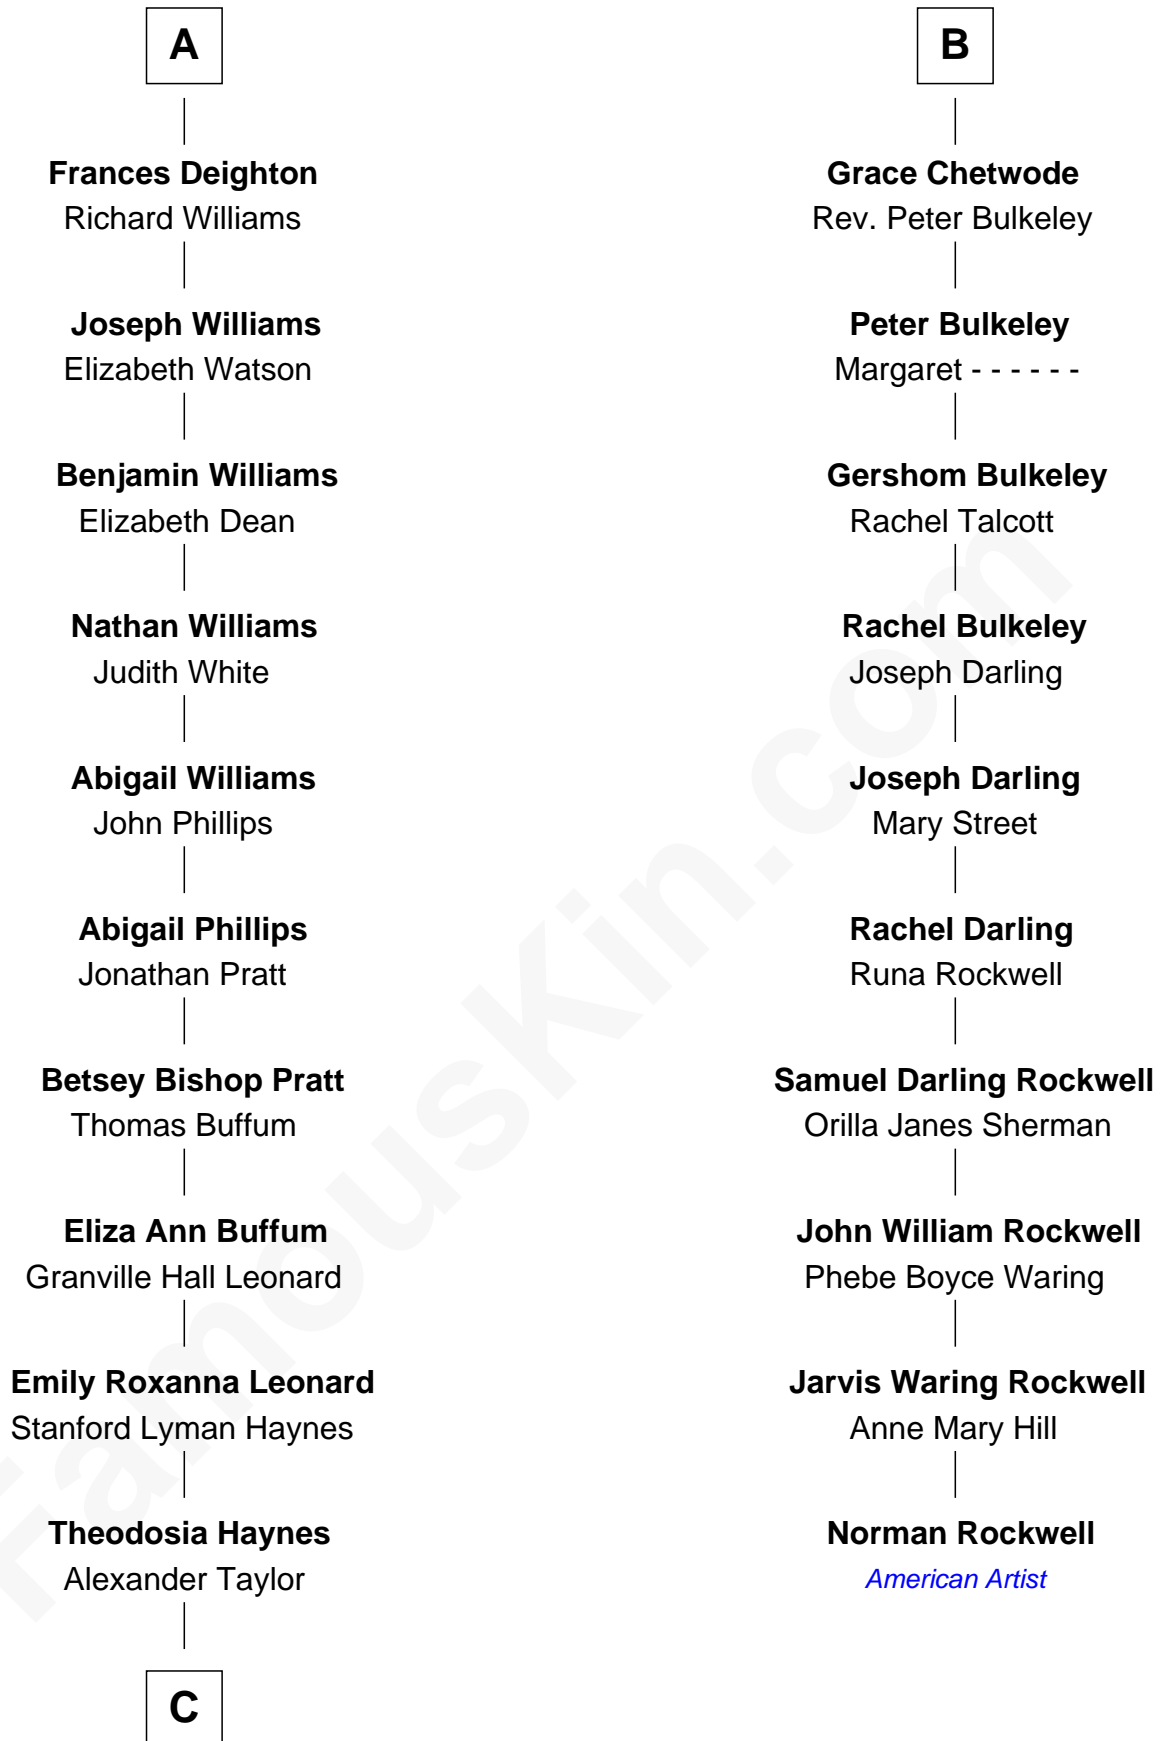 A
Frances Deighton
Richard Williams
Joseph Williams
Elizabeth Watson
Benjamin Williams
Elizabeth Dean
Nathan Williams
Judith White
Abigail Williams
John Phillips
Abigail Phillips
Jonathan Pratt
Betsey Bishop Pratt
Thomas Buffum
Eliza Ann Buffum
Granville Hall Leonard
Emily Roxanna Leonard
Stanford Lyman Haynes
Theodosia Haynes
Alexander Taylor
C
B
Grace Chetwode
Rev. Peter Bulkeley
Peter Bulkeley
Margaret - - - - - -
Gershom Bulkeley
Rachel Talcott
Rachel Bulkeley
Joseph Darling
Joseph Darling
Mary Street
Rachel Darling
Runa Rockwell
Samuel Darling Rockwell
Orilla Janes Sherman
John William Rockwell
Phebe Boyce Waring
Jarvis Waring Rockwell
Anne Mary Hill
Norman Rockwell
American Artist
FamousKin.com